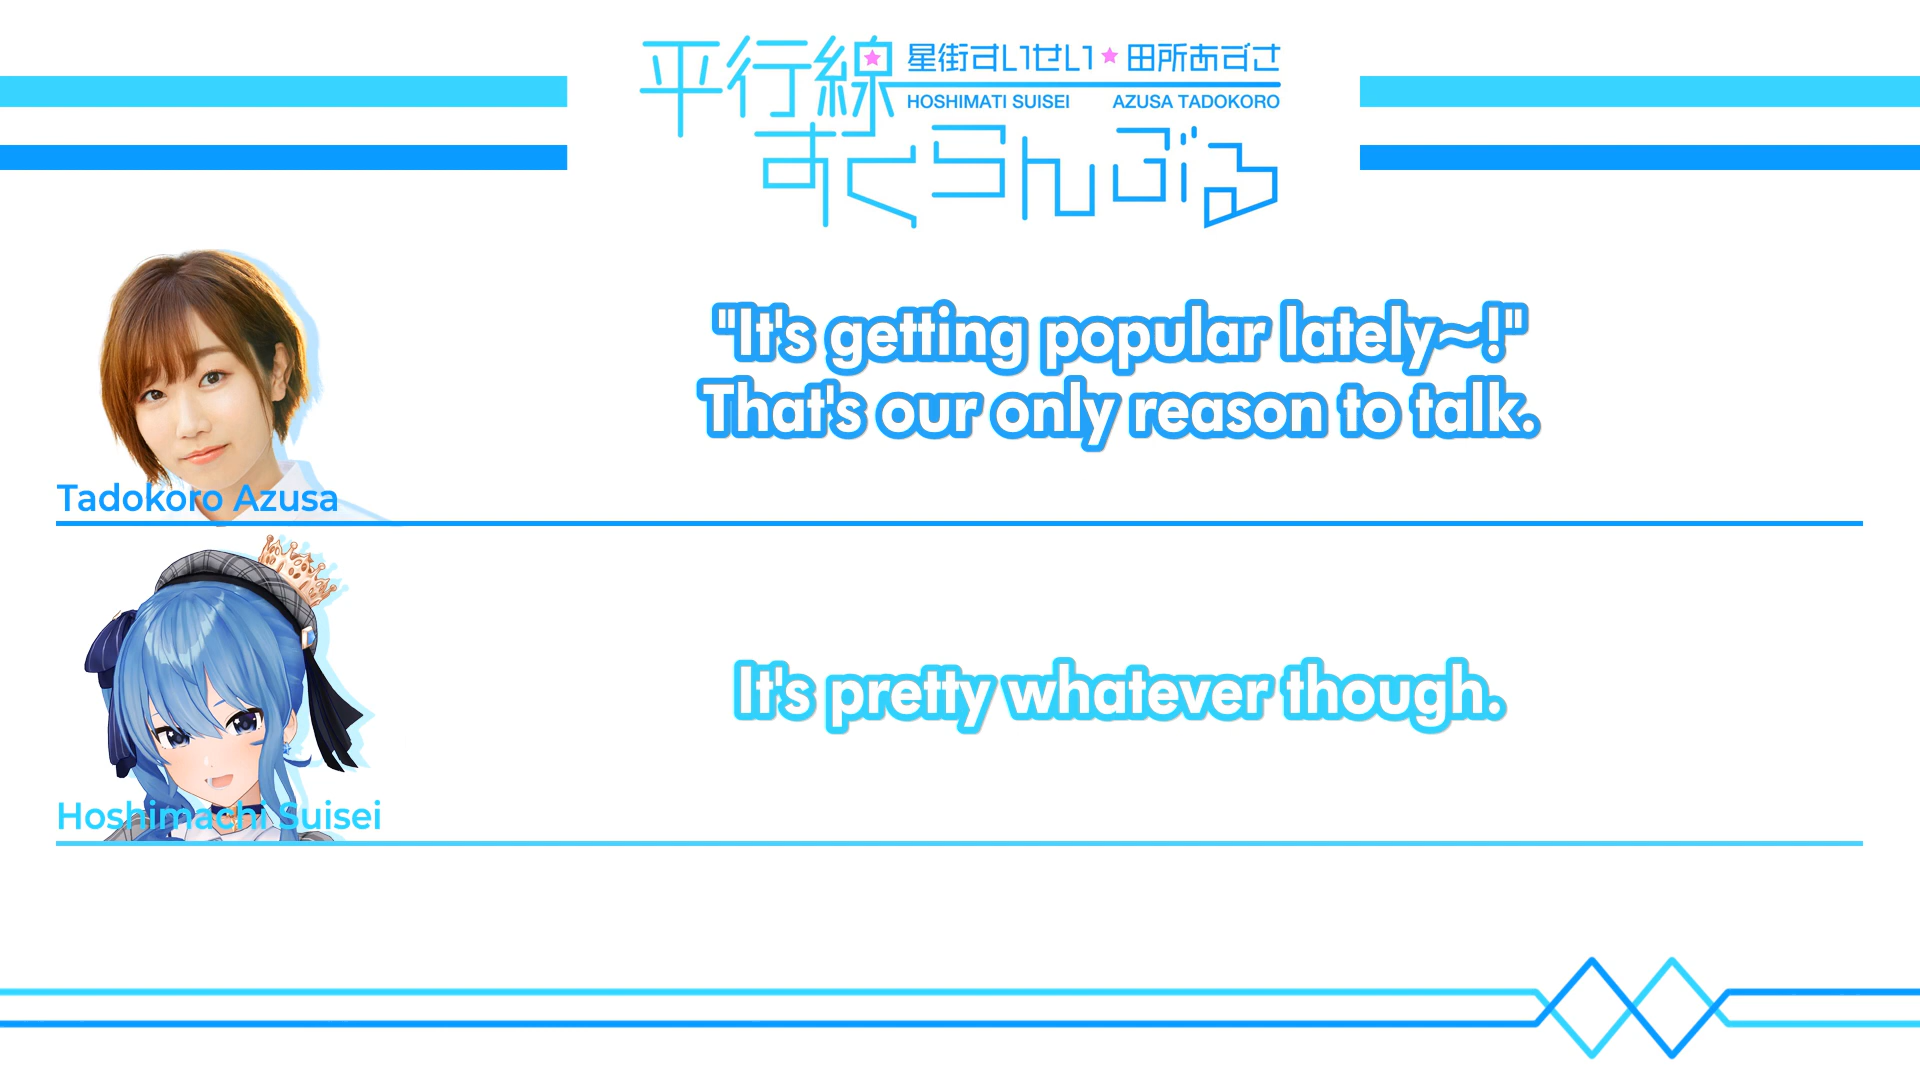 平行線
星街すいせい★田所あずさ
HOSHIMATI SUISEI AZUSA TADOKORO
すくらんぶる
"It's getting popular lately~!"
That's our only reason to talk.
Tadokoro Azusa
It's pretty whatever though.
Hoshimachi Suisei